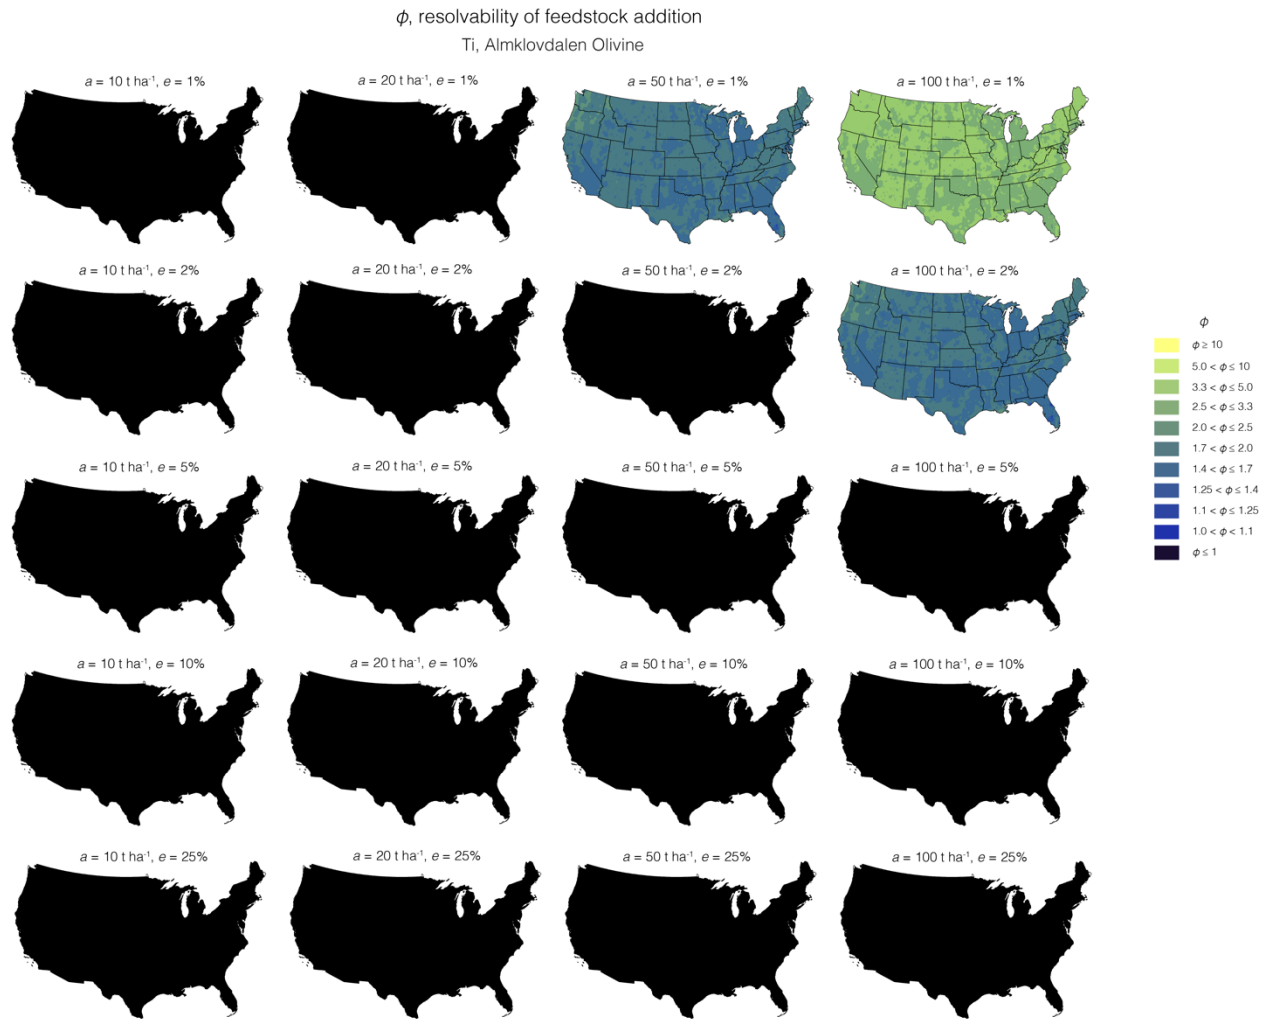 ϕ, resolvability of feedstock addition
Ti, Almklovdalen Olivine
a = 10 t ha⁻¹, e = 1%
a = 20 t ha⁻¹, e = 1%
a = 50 t ha⁻¹, e = 1%
a = 100 t ha⁻¹, e = 1%
a = 10 t ha⁻¹, e = 2%
a = 20 t ha⁻¹, e = 2%
a = 50 t ha⁻¹, e = 2%
a = 100 t ha⁻¹, e = 2%
a = 10 t ha⁻¹, e = 5%
a = 20 t ha⁻¹, e = 5%
a = 50 t ha⁻¹, e = 5%
a = 100 t ha⁻¹, e = 5%
a = 10 t ha⁻¹, e = 10%
a = 20 t ha⁻¹, e = 10%
a = 50 t ha⁻¹, e = 10%
a = 100 t ha⁻¹, e = 10%
a = 10 t ha⁻¹, e = 25%
a = 20 t ha⁻¹, e = 25%
a = 50 t ha⁻¹, e = 25%
a = 100 t ha⁻¹, e = 25%
ϕ
ϕ ≥ 10
5.0 < ϕ ≤ 10
3.3 < ϕ ≤ 5.0
2.5 < ϕ ≤ 3.3
2.0 < ϕ ≤ 2.5
1.7 < ϕ ≤ 2.0
1.4 < ϕ ≤ 1.7
1.25 < ϕ ≤ 1.4
1.1 < ϕ ≤ 1.25
1.0 < ϕ < 1.1
ϕ ≤ 1